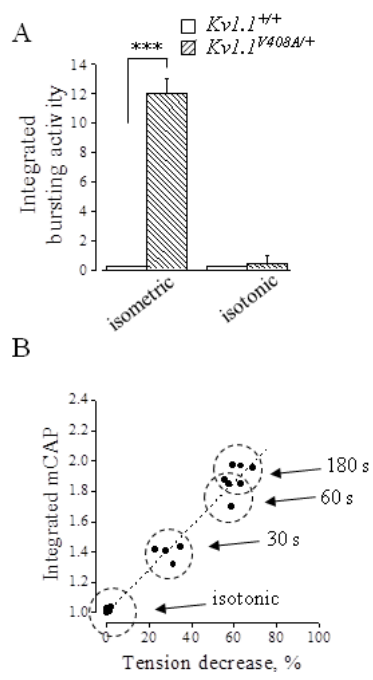 A
Kv1.1+/+
Kv1.1V408A/+
***
Integrated
bursting activity
14
12
10
8
6
4
2
0
isometric
isotonic
B
Integrated mCAP
2.4
2.2
2.0
1.8
1.6
1.4
1.2
1.0
180 s
60 s
30 s
isotonic
0 20 40 60 80 100
Tension decrease, %